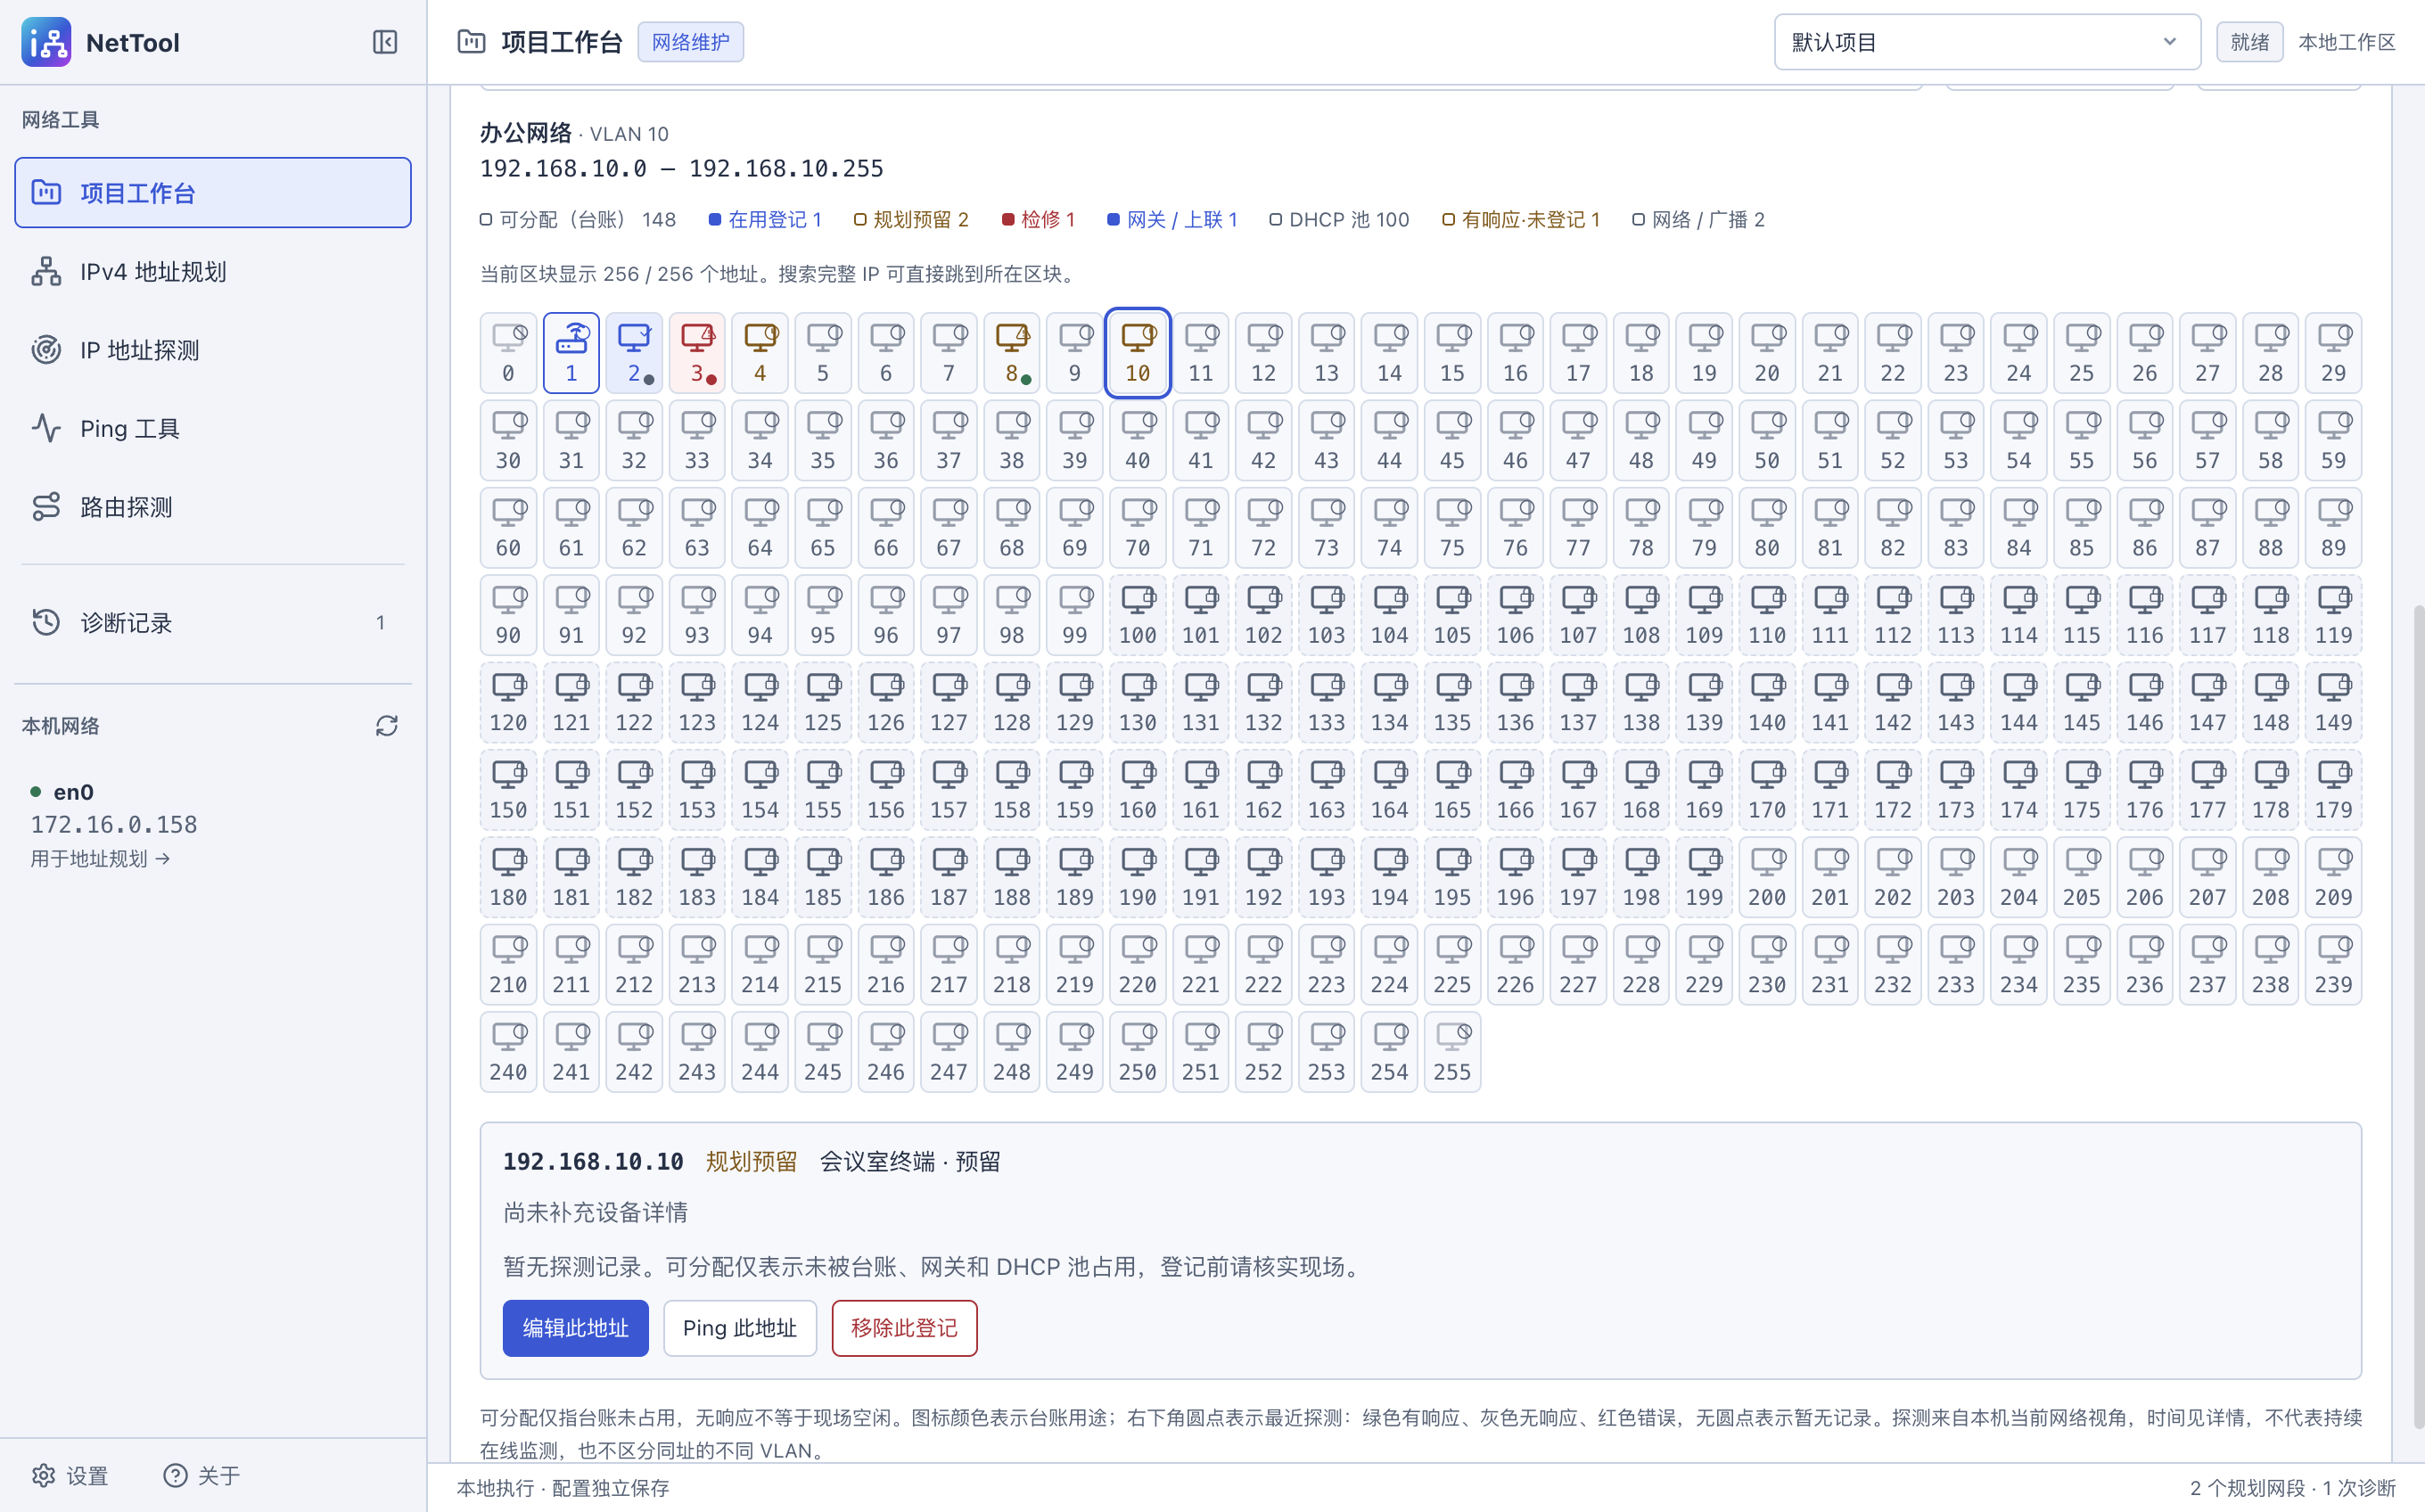 NetTool
项目工作台 网络维护
默认项目
就绪 本地工作区
网络工具
项目工作台
IPv4 地址规划
IP 地址探测
Ping 工具
路由探测
诊断记录 1
本机网络
en0
172.16.0.158
用于地址规划 →
设置 关于
办公网络 · VLAN 10
192.168.10.0 — 192.168.10.255
可分配（台账） 148 在用登记 1 规划预留 2 检修 1 网关 / 上联 1 DHCP 池 100 有响应·未登记 1 网络 / 广播 2
当前区块显示 256 / 256 个地址。搜索完整 IP 可直接跳到所在区块。
0 1 2 3 4 5 6 7 8 9 10 11 12 13 14 15 16 17 18 19 20 21 22 23 24 25 26 27 28 29
30 31 32 33 34 35 36 37 38 39 40 41 42 43 44 45 46 47 48 49 50 51 52 53 54 55 56 57 58 59
60 61 62 63 64 65 66 67 68 69 70 71 72 73 74 75 76 77 78 79 80 81 82 83 84 85 86 87 88 89
90 91 92 93 94 95 96 97 98 99 100 101 102 103 104 105 106 107 108 109 110 111 112 113 114 115 116 117 118 119
120 121 122 123 124 125 126 127 128 129 130 131 132 133 134 135 136 137 138 139 140 141 142 143 144 145 146 147 148 149
150 151 152 153 154 155 156 157 158 159 160 161 162 163 164 165 166 167 168 169 170 171 172 173 174 175 176 177 178 179
180 181 182 183 184 185 186 187 188 189 190 191 192 193 194 195 196 197 198 199 200 201 202 203 204 205 206 207 208 209
210 211 212 213 214 215 216 217 218 219 220 221 222 223 224 225 226 227 228 229 230 231 232 233 234 235 236 237 238 239
240 241 242 243 244 245 246 247 248 249 250 251 252 253 254 255
192.168.10.10 规划预留 会议室终端 · 预留
尚未补充设备详情
暂无探测记录。可分配仅表示未被台账、网关和 DHCP 池占用，登记前请核实现场。
编辑此地址 Ping 此地址 移除此登记
可分配仅指台账未占用，无响应不等于现场空闲。图标颜色表示台账用途；右下角圆点表示最近探测：绿色有响应、灰色无响应、红色错误，无圆点表示暂无记录。探测来自本机当前网络视角，时间见详情，不代表持续
在线监测，也不区分同址的不同 VLAN。
本地执行 · 配置独立保存
2 个规划网段 · 1 次诊断